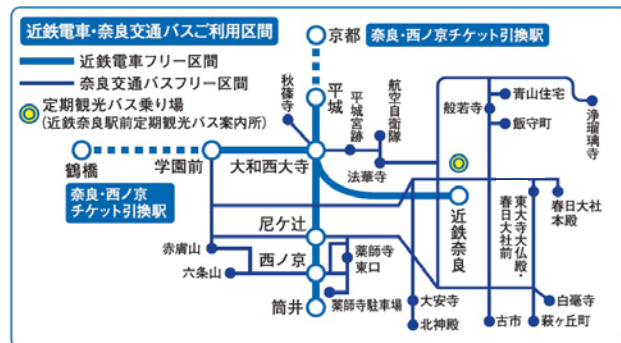 近鉄電車・奈良交通バスご利用区間
近鉄電車フリー区間
奈良交通バスフリー区間
定期観光バス乗り場
(近鉄奈良駅前定期観光バス案内所)
京都
奈良・西ノ京チケット引換駅
平城
秋篠寺
平城宮跡
航空自衛隊
法華寺
般若寺
青山住宅
飯守町
浄瑠璃寺
鶴橋
奈良・西ノ京
チケット引換駅
学園前
大和西大寺
近鉄奈良
東大寺大仏殿・
春日大社前
春日大社
本殿
尼ケ辻
赤膚山
六条山
西ノ京
薬師寺
東口
薬師寺駐車場
筒井
大安寺
北神殿
古市
白毫寺
萩ヶ丘町